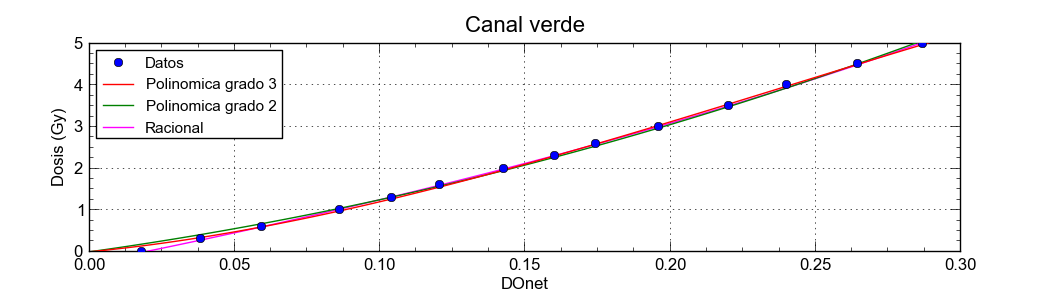 Canal verde
Datos
Polinomica grado 3
Polinomica grado 2
Racional
Dosis (Gy)
5
4
3
2
1
0
0.00 0.05 0.10 0.15 0.20 0.25 0.30
DOnet